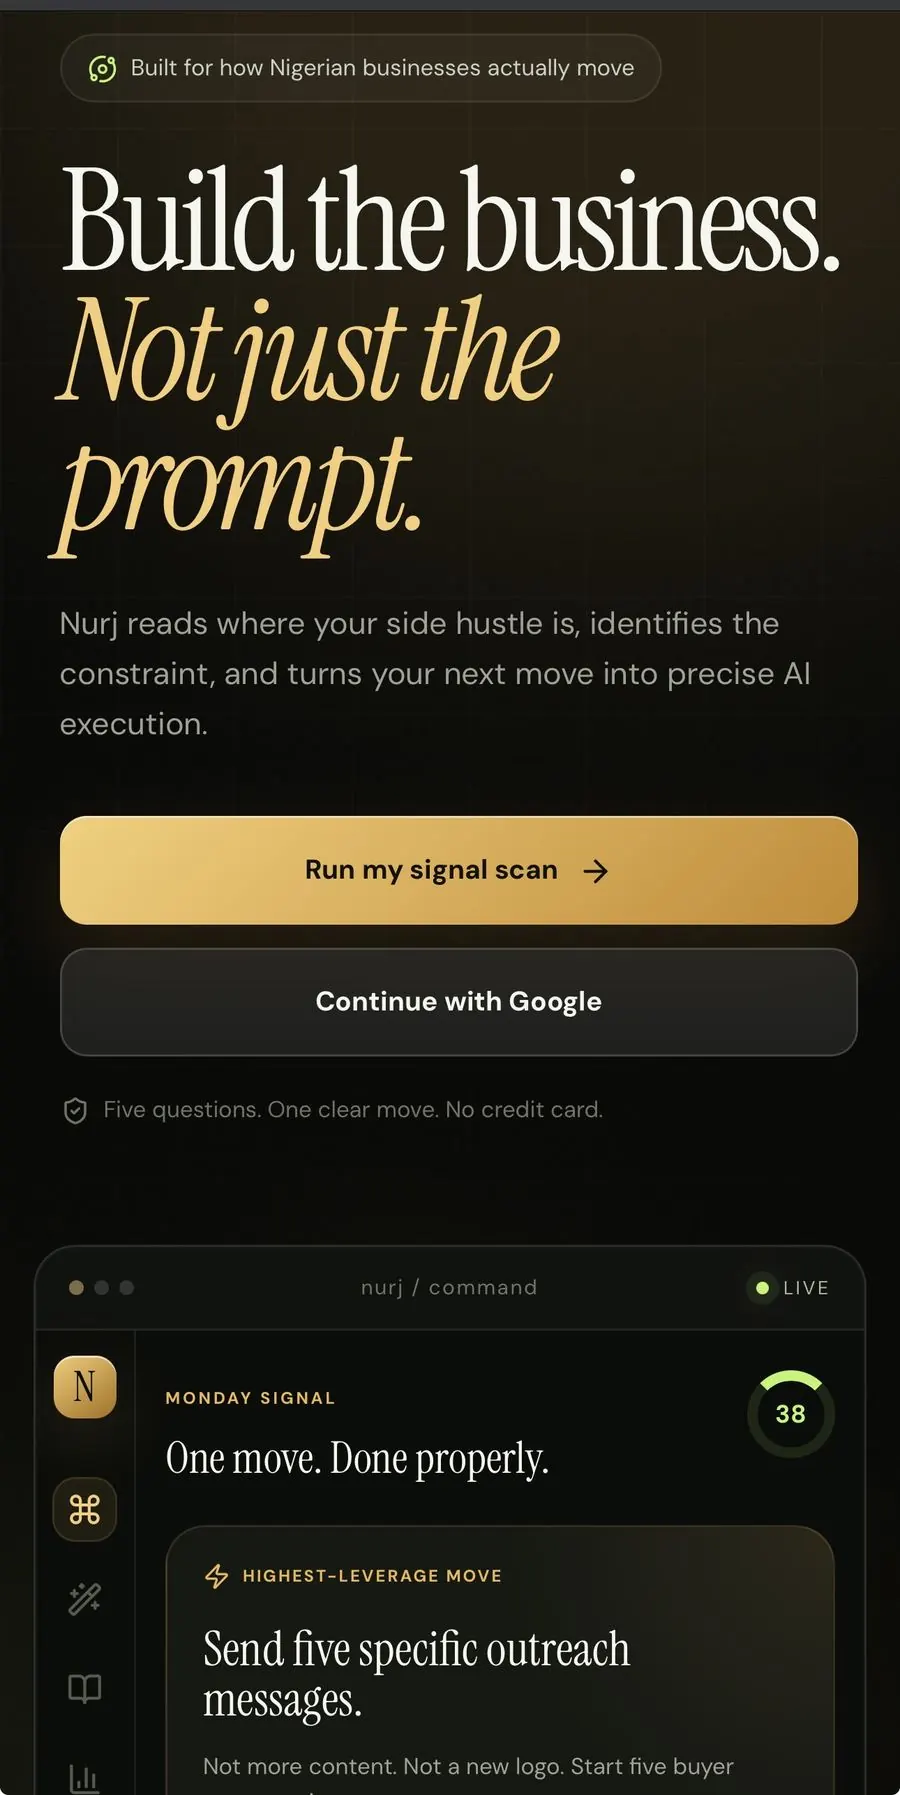 Built for how Nigerian businesses actually move
Build the business.
Not just the
prompt.
Nurj reads where your side hustle is, identifies the
constraint, and turns your next move into precise AI
execution.
Run my signal scan →
Continue with Google
Five questions. One clear move. No credit card.
nurj / command
LIVE
N
MONDAY SIGNAL
38
One move. Done properly.
HIGHEST-LEVERAGE MOVE
Send five specific outreach
messages.
Not more content. Not a new logo. Start five buyer